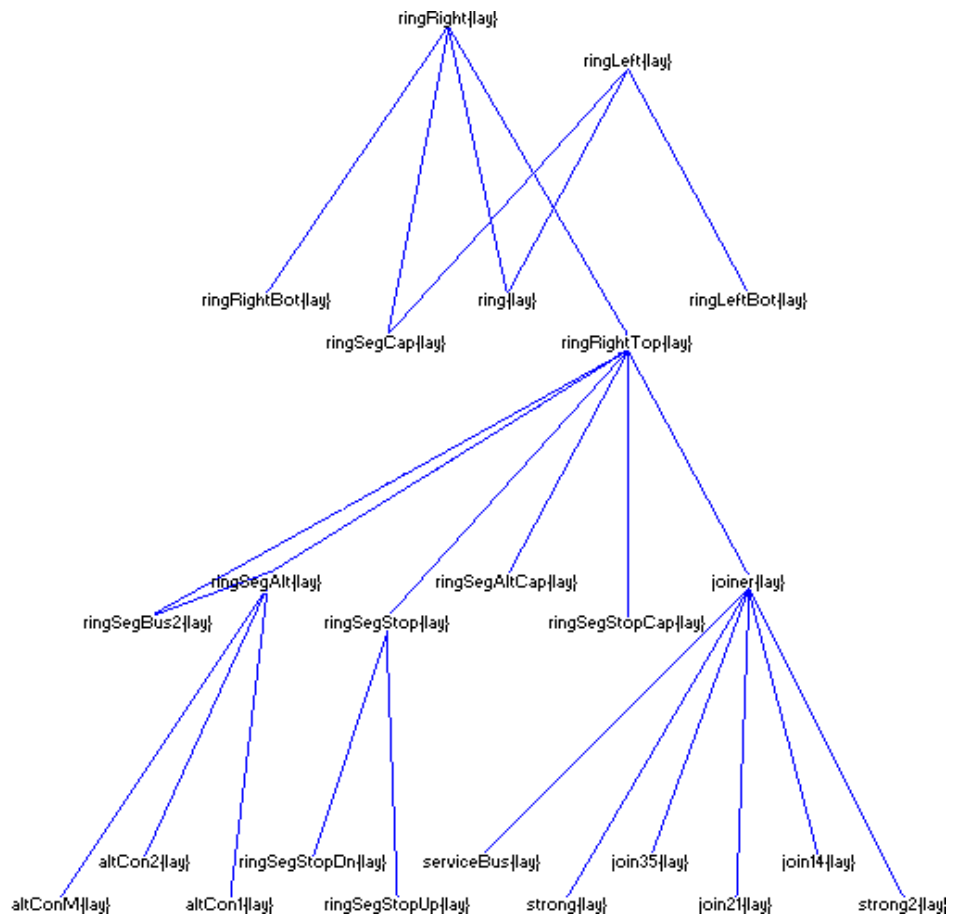 ringRight{lay}
ringLeft{lay}
ringRightBot{lay}
ring{lay}
ringLeftBot{lay}
ringSegCap{lay}
ringRightTop{lay}
ringSegAlt{lay}
ringSegAltCap{lay}
joiner{lay}
ringSegBus2{lay}
ringSegStop{lay}
ringSegStopCap{lay}
altCon2{lay}
ringSegStopDn{lay}
serviceBus{lay}
join35{lay}
join14{lay}
altConM{lay}
altCon1{lay}
ringSegStopUp{lay}
strong{lay}
join21{lay}
strong2{lay}